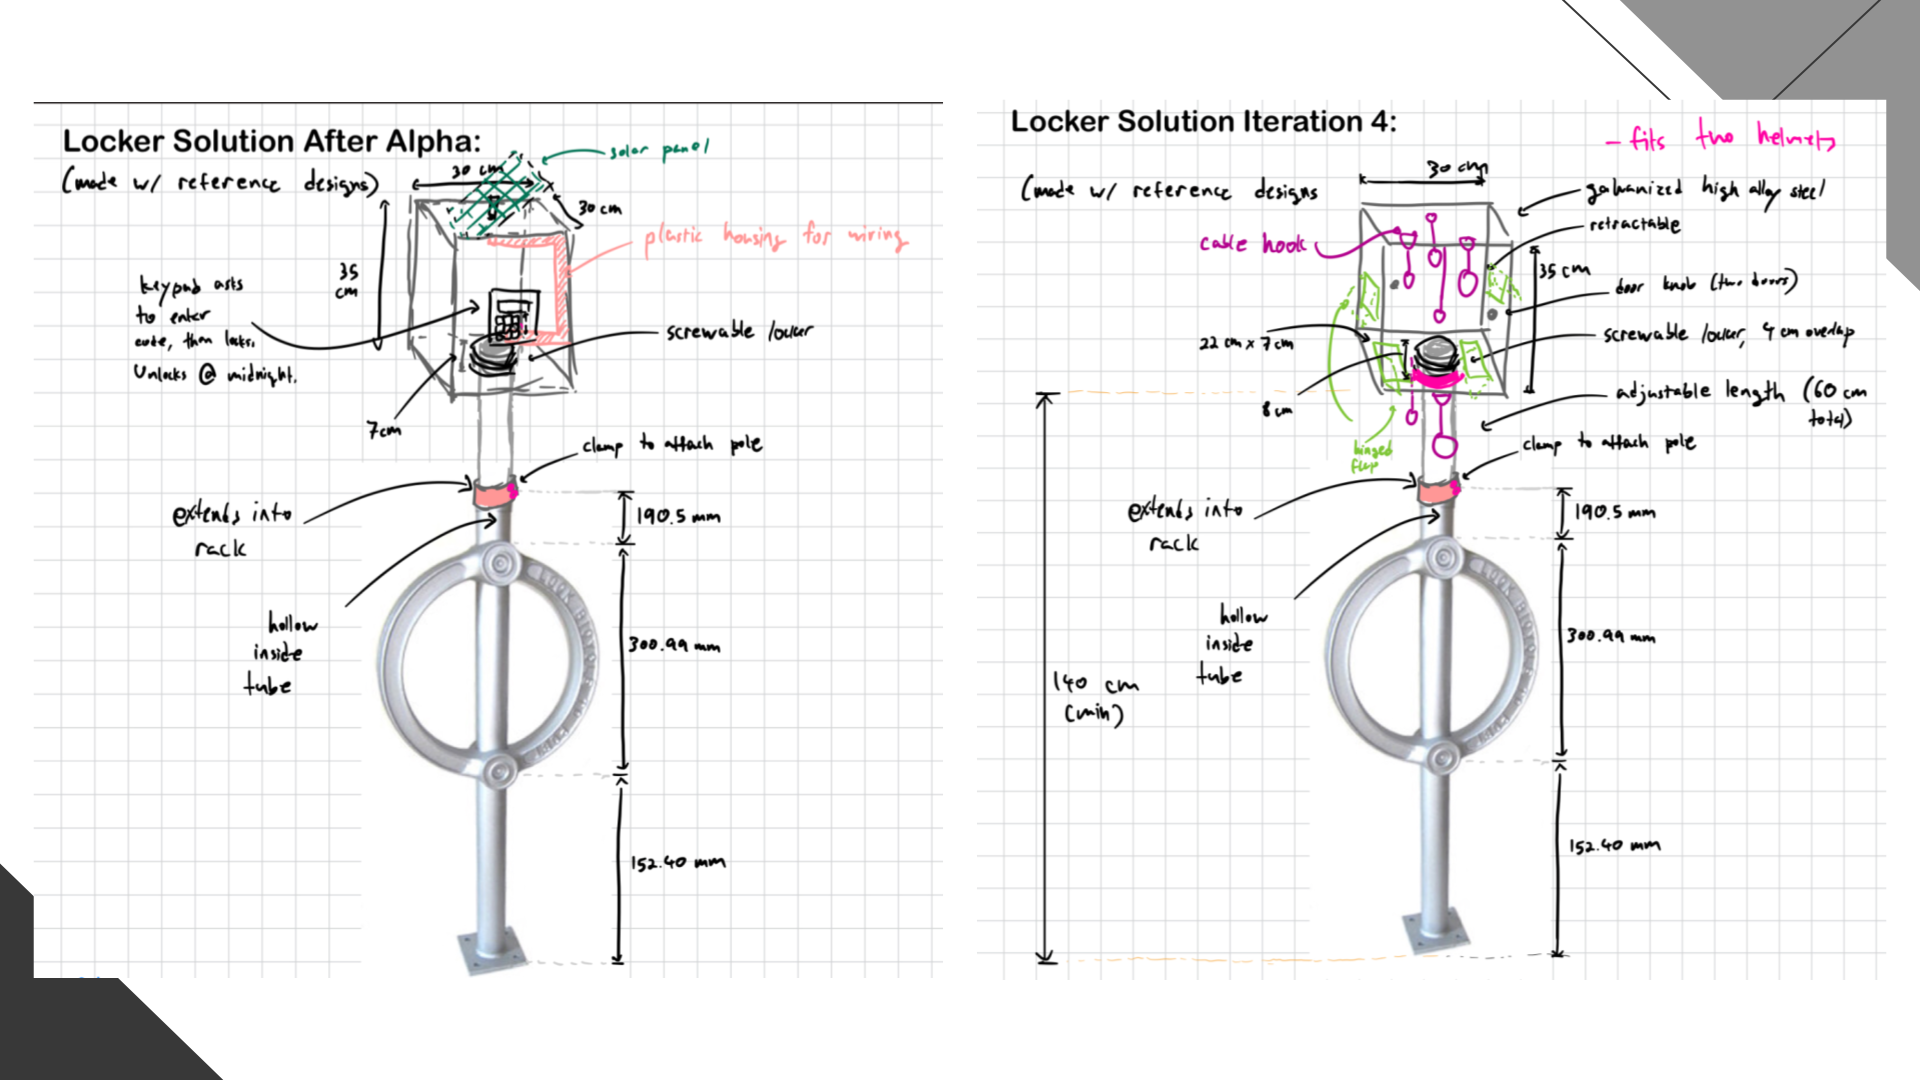 Locker Solution After Alpha:
(made w/ reference designs)
30 cm
solar panel
30 cm
plastic housing for wiring
35
cm
keypad asks
to enter
code, then locks.
Unlocks @ midnight.
screwable /
7cm
clamp to attach pole
extends into
rack
190.5 mm
hollow
inside
tube
300.99 mm
152.40 mm
Locker Solution Iteration 4:
- fits two helmets
(made w/ reference designs
30 cm
galvanized high alloy steel
retractable
cable hook
35 cm
door knob (two doors)
22 cm x 7 cm
screwable / 4 cm overlap
8 cm
adjustable length (60 cm
total)
hinged
flap
clamp to attach pole
extends into
rack
190.5 mm
hollow
inside
tube
300.99 mm
140 cm
(min)
152.40 mm